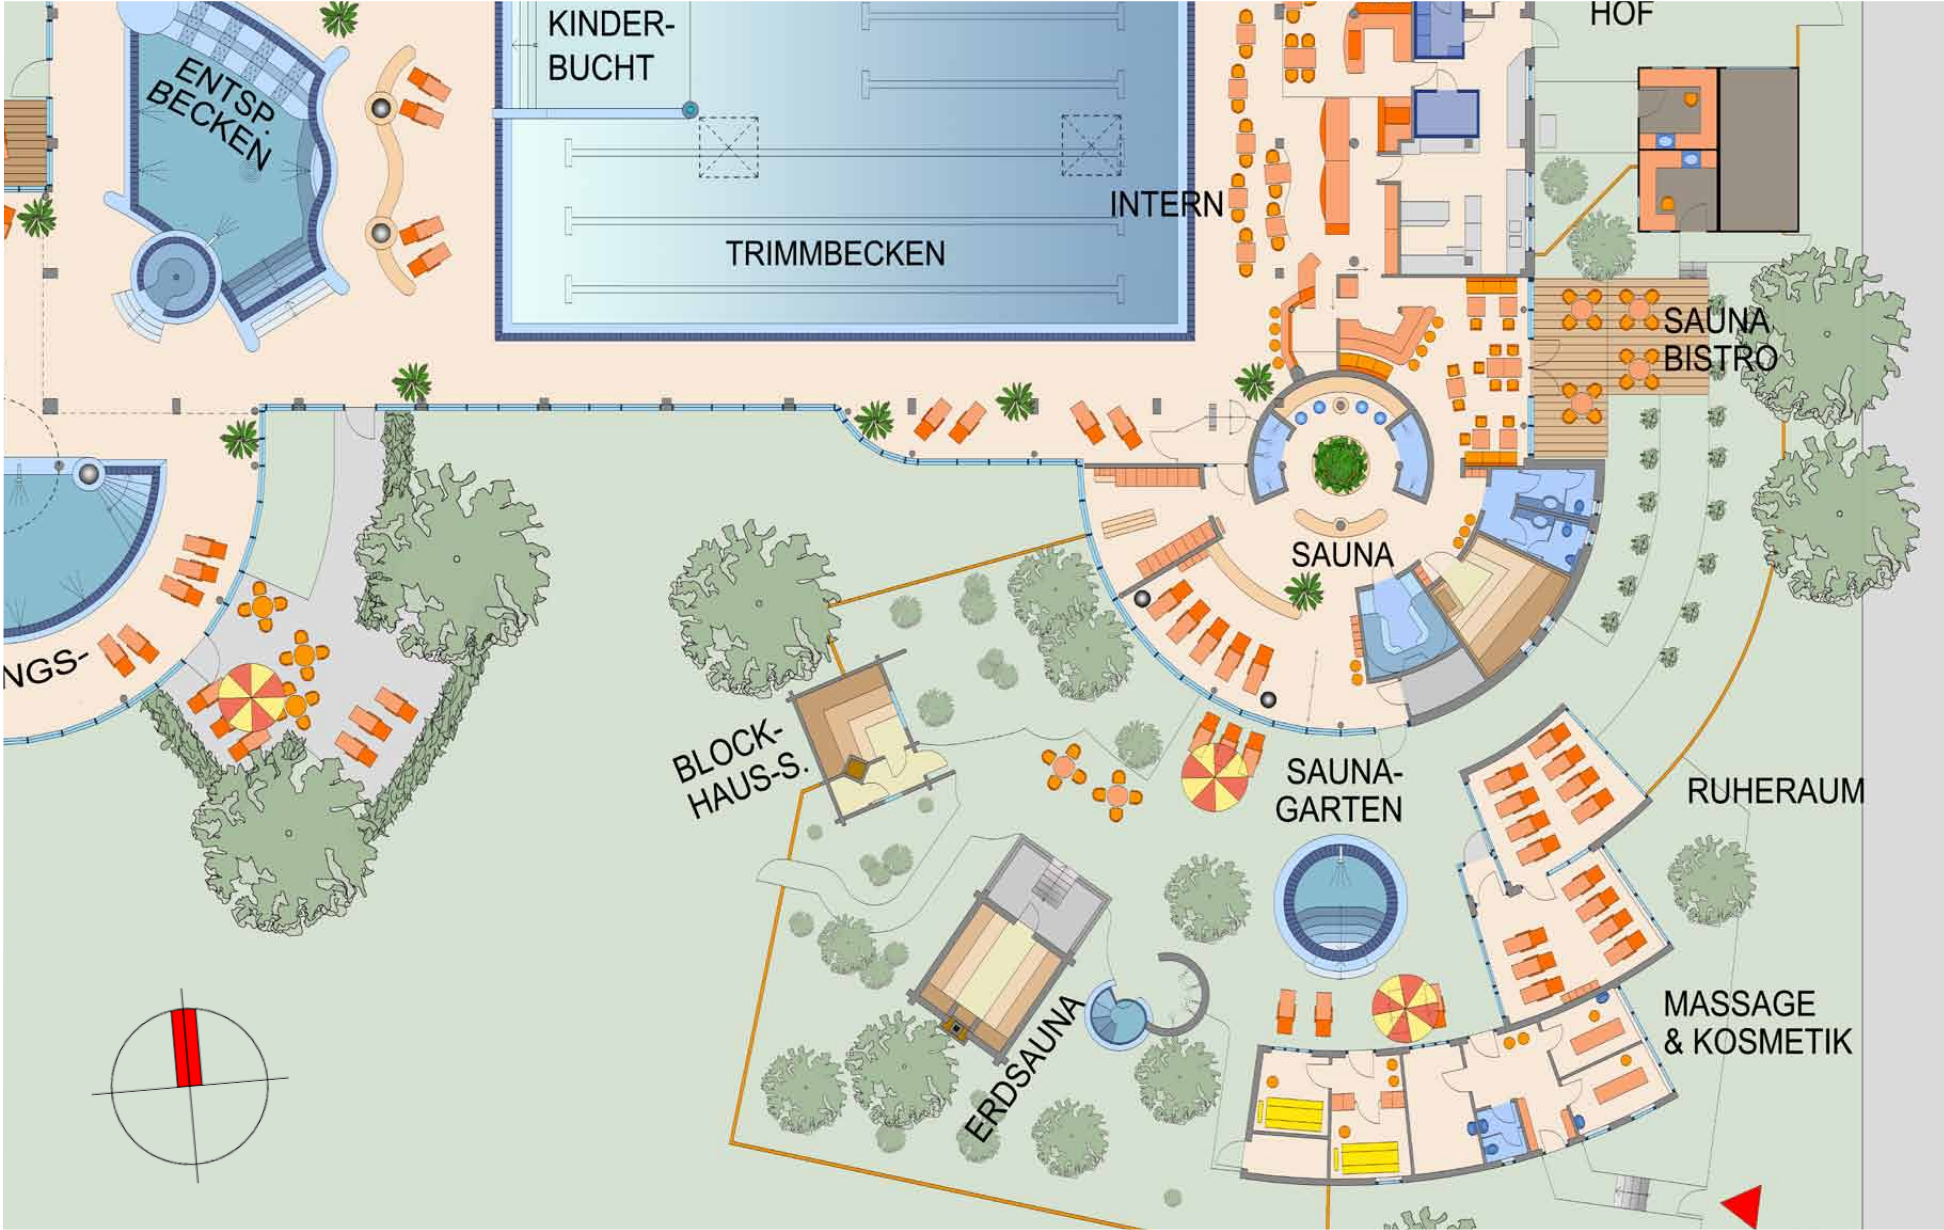 KINDER-
BUCHT
HOF
ENTSP.
BECKEN
INTERN
TRIMMBECKEN
SAUNA
BISTRO
SAUNA
NGS-
BLOCK-
HAUS-S.
SAUNA-
GARTEN
RUHERAUM
ERDSAUNA
MASSAGE
& KOSMETIK